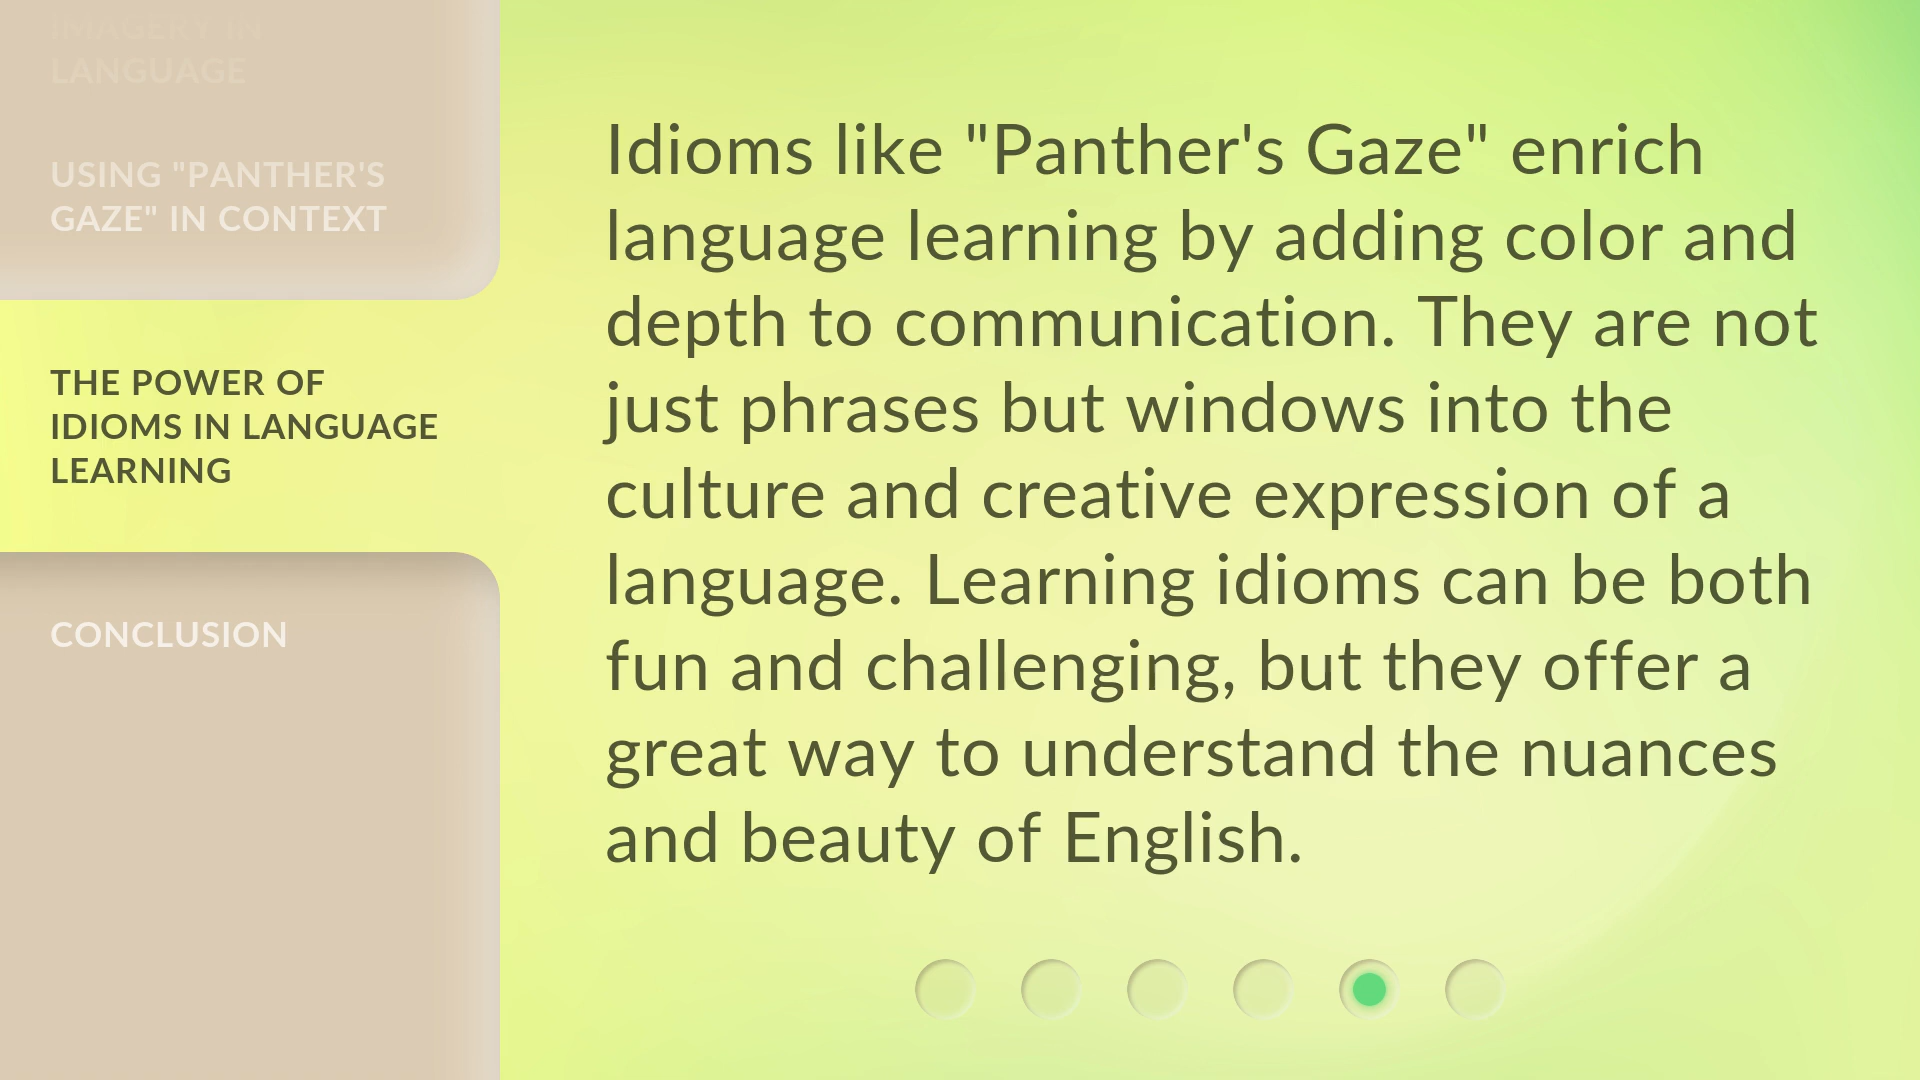 IMAGERY IN
LANGUAGE
USING "PANTHER'S
GAZE" IN CONTEXT
THE POWER OF
IDIOMS IN LANGUAGE
LEARNING
CONCLUSION
Idioms like "Panther's Gaze" enrich
language learning by adding color and
depth to communication. They are not
just phrases but windows into the
culture and creative expression of a
language. Learning idioms can be both
fun and challenging, but they offer a
great way to understand the nuances
and beauty of English.